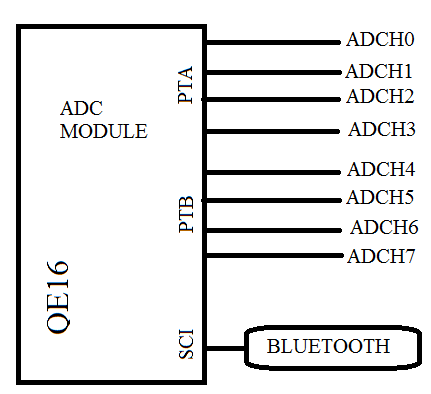 ADCH0
ADCH1
PTA
ADCH2
ADC
MODULE
ADCH3
ADCH4
ADCH5
PTB
ADCH6
ADCH7
QE16
SCI
BLUETOOTH